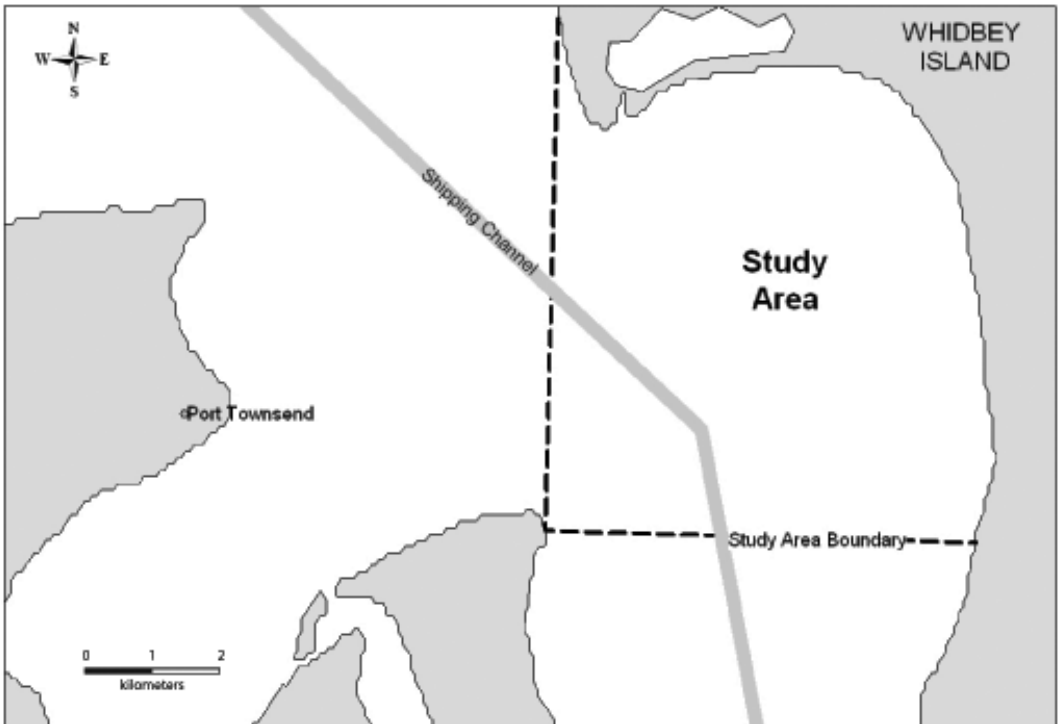 N
W E
S
WHIDBEY
ISLAND
Shipping Channel
Study
Area
Port Townsend
Study Area Boundary
0 1 2
kilometers